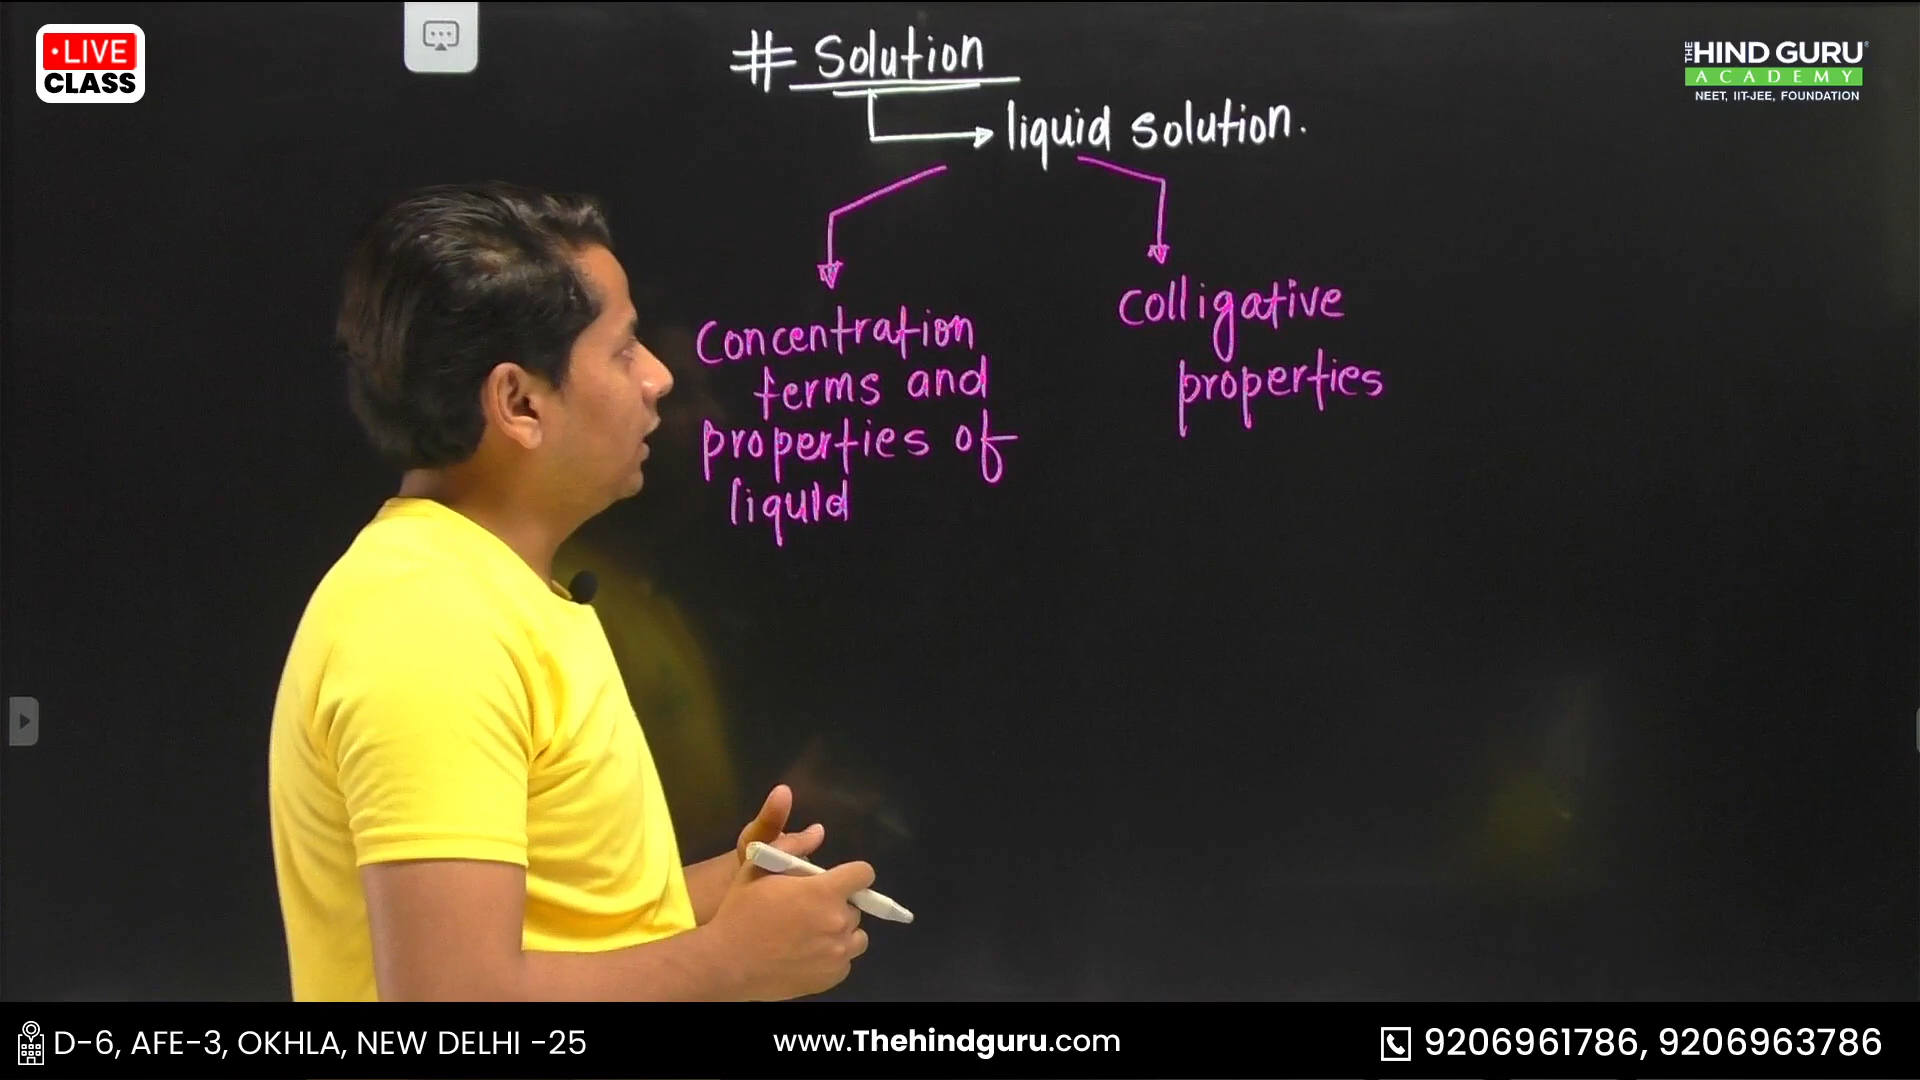 LIVE
CLASS
# Solution
liquid solution.
THE HIND GURU
ACADEMY
NEET, IIT-JEE, FOUNDATION
Concentration
terms and
properties of
liquid
Colligative
properties
D-6, AFE-3, OKHLA, NEW DELHI -25
www.Thehindguru.com
9206961786, 9206963786